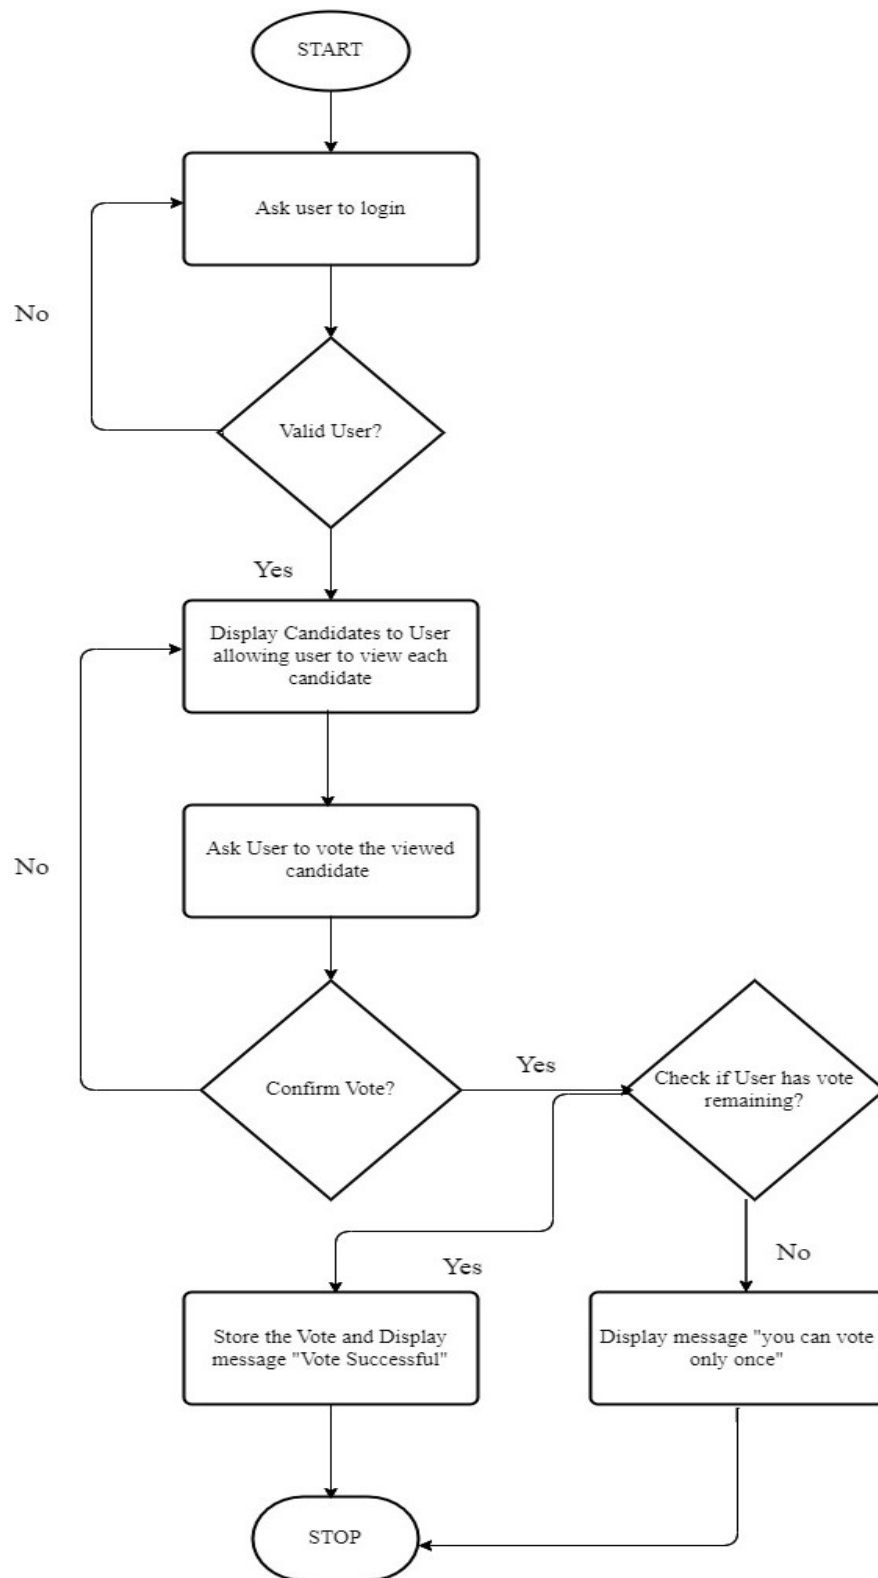 START
Ask user to login
No
Valid User?
Yes
Display Candidates to User
allowing user to view each
candidate
Ask User to vote the viewed
candidate
No
Confirm Vote?
Yes
Check if User has vote
remaining?
Yes
No
Store the Vote and Display
message "Vote Successful"
Display message "you can vote
only once"
STOP